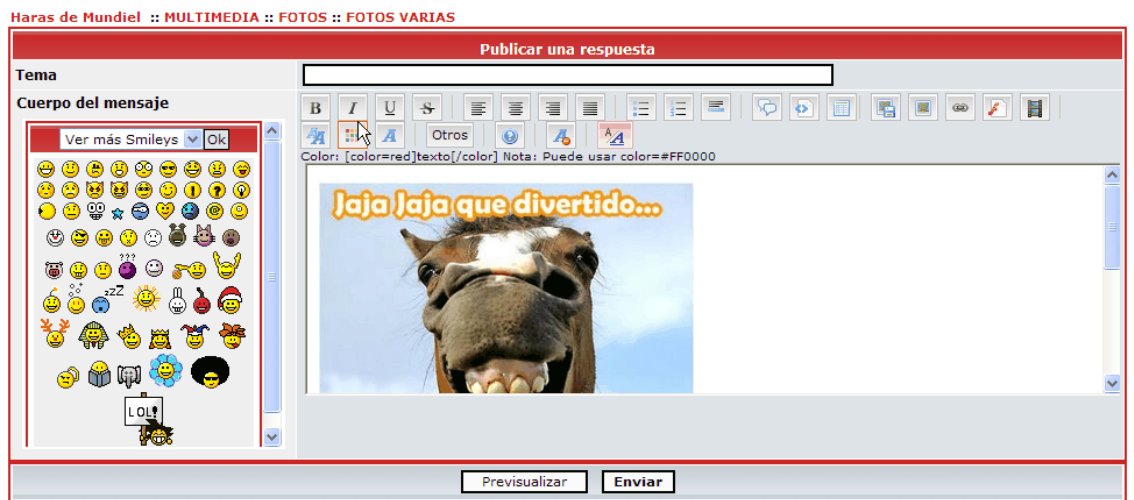 Haras de Mundiel :: MULTIMEDIA :: FOTOS :: FOTOS VARIAS
Publicar una respuesta
Tema
Cuerpo del mensaje
Ver más Smileys Ok
B I U S
Otros
Color: [color=red]texto[/color] Nota: Puede usar color=#FF0000
Jaja Jaja que divertido...
???
zZZ
LOL!
Previsualizar Enviar